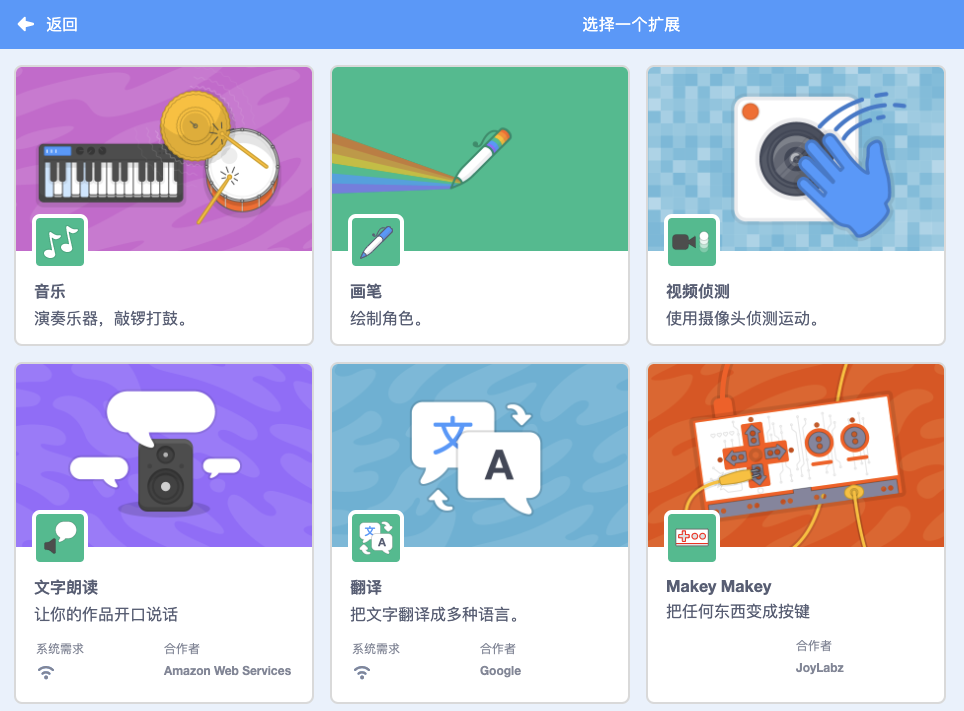 返回
选择一个扩展
音乐
演奏乐器，敲锣打鼓。
画笔
绘制角色。
视频侦测
使用摄像头侦测运动。
文
A
文字朗读
让你的作品开口说话
系统需求
合作者
Amazon Web Services
文
A
翻译
把文字翻译成多种语言。
系统需求
合作者
Google
Makey Makey
把任何东西变成按键
合作者
JoyLabz